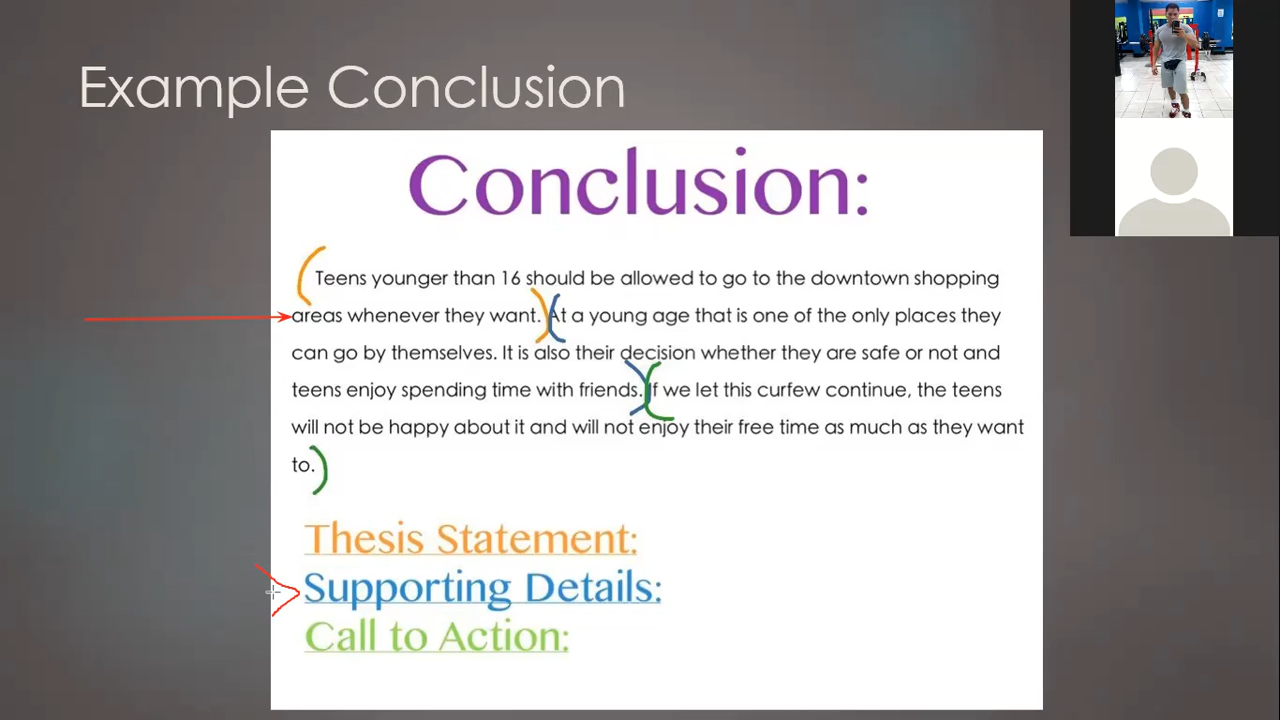 Example Conclusion
Conclusion:
Teens younger than 16 should be allowed to go to the downtown shopping
areas whenever they want. At a young age that is one of the only places they
can go by themselves. It is also their decision whether they are safe or not and
teens enjoy spending time with friends. If we let this curfew continue, the teens
will not be happy about it and will not enjoy their free time as much as they want
to.
Thesis Statement:
Supporting Details:
Call to Action: